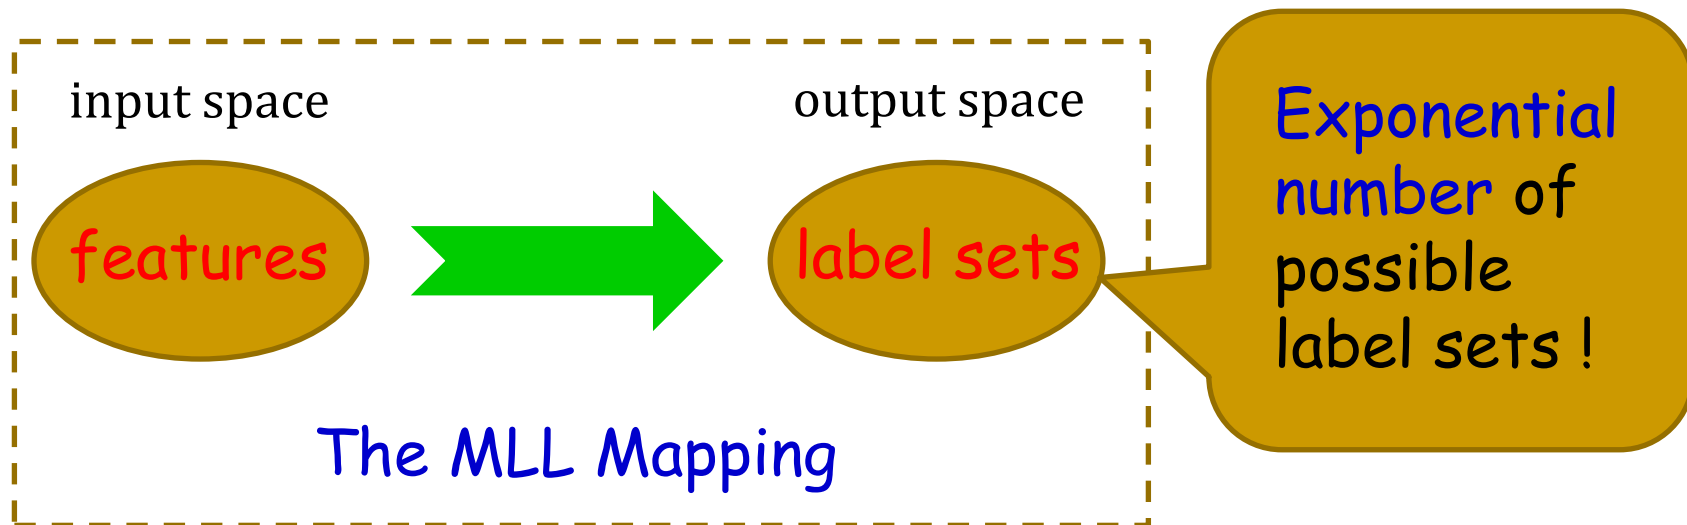 input space
output space
features
label sets
The MLL Mapping
Exponential
number of
possible
label sets !